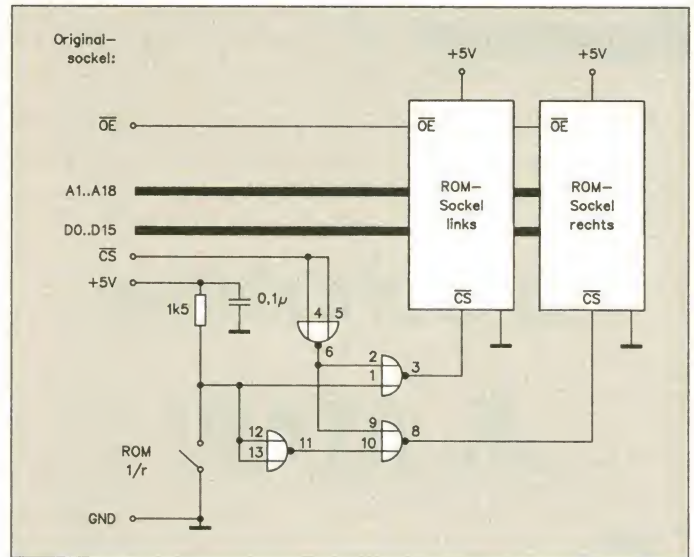 Original-
sockel:
+5V
+5V
OE
OE
OE
A1..A18
ROM-
Sockel
links
ROM-
Sockel
rechts
D0..D15
CS
+5V
1k5
0,1µ
4
5
6
CS
CS
2
1
3
9
10
8
12
13
11
ROM
1/r
GND